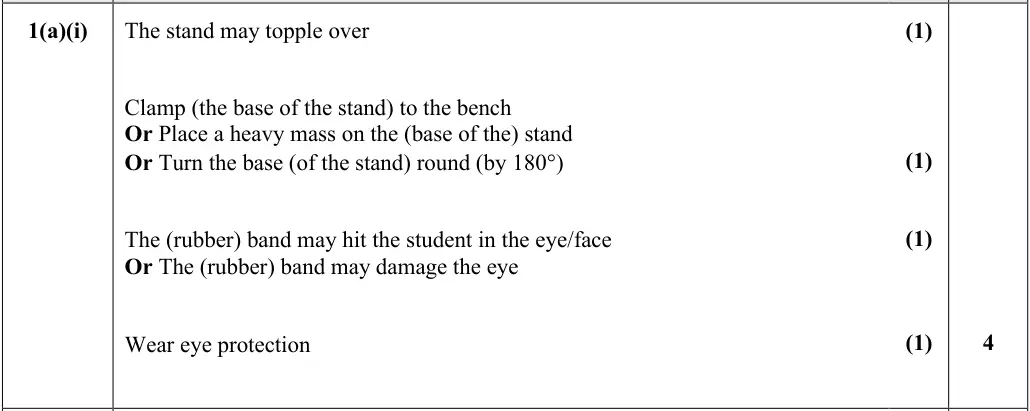 1(a)(i) The stand may topple over (1)
Clamp (the base of the stand) to the bench
Or Place a heavy mass on the (base of the) stand
Or Turn the base (of the stand) round (by 180°) (1)
The (rubber) band may hit the student in the eye/face (1)
Or The (rubber) band may damage the eye
Wear eye protection (1) 4